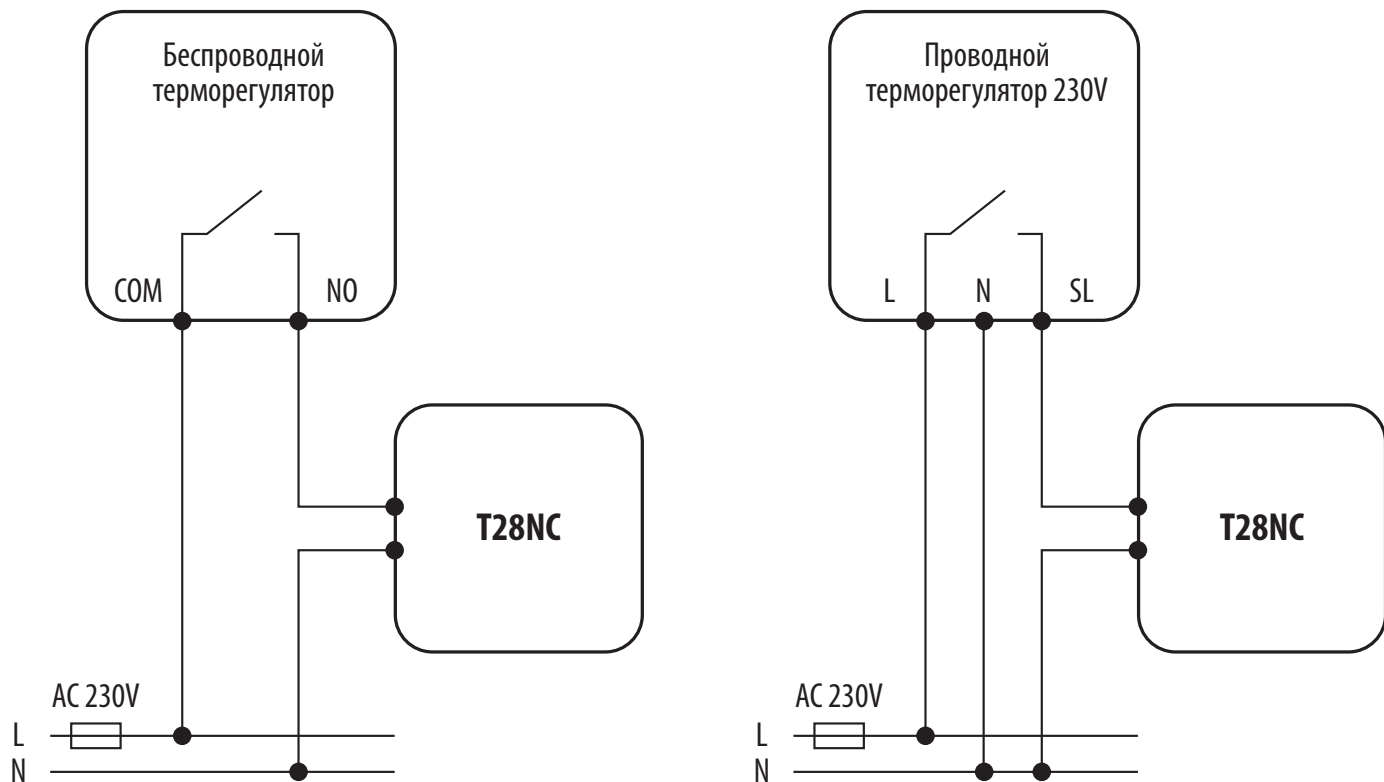 Беспроводной
терморегулятор
COM
NO
T28NC
AC 230V
L
N
Проводной
терморегулятор 230V
L
N
SL
T28NC
AC 230V
L
N